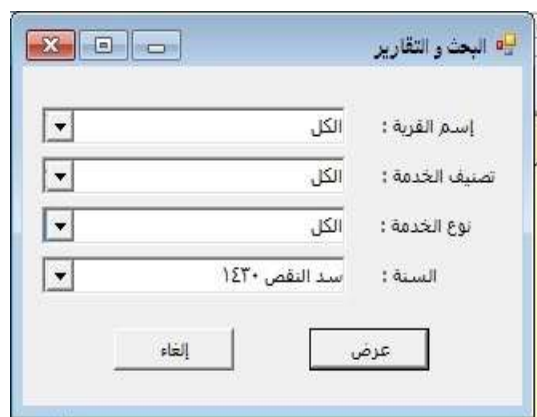 البحث و التقارير
إسم القرية : الكل
تصنيف الخدمة : الكل
نوع الخدمة : الكل
السنة : سد النقص ١٤٣٠
عرض إلغاء